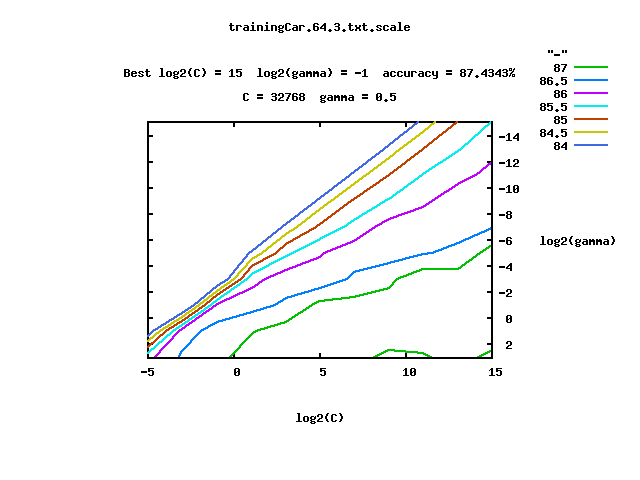 trainingCar.64.3.txt.scale
"-"
Best log2(C) = 15  log2(gamma) = -1  accuracy = 87.4343%
C = 32768  gamma = 0.5
87
86.5
86
85.5
85
84.5
84
-14
-12
-10
-8
-6
-4
-2
0
2
log2(gamma)
-5 0 5 10 15
log2(C)